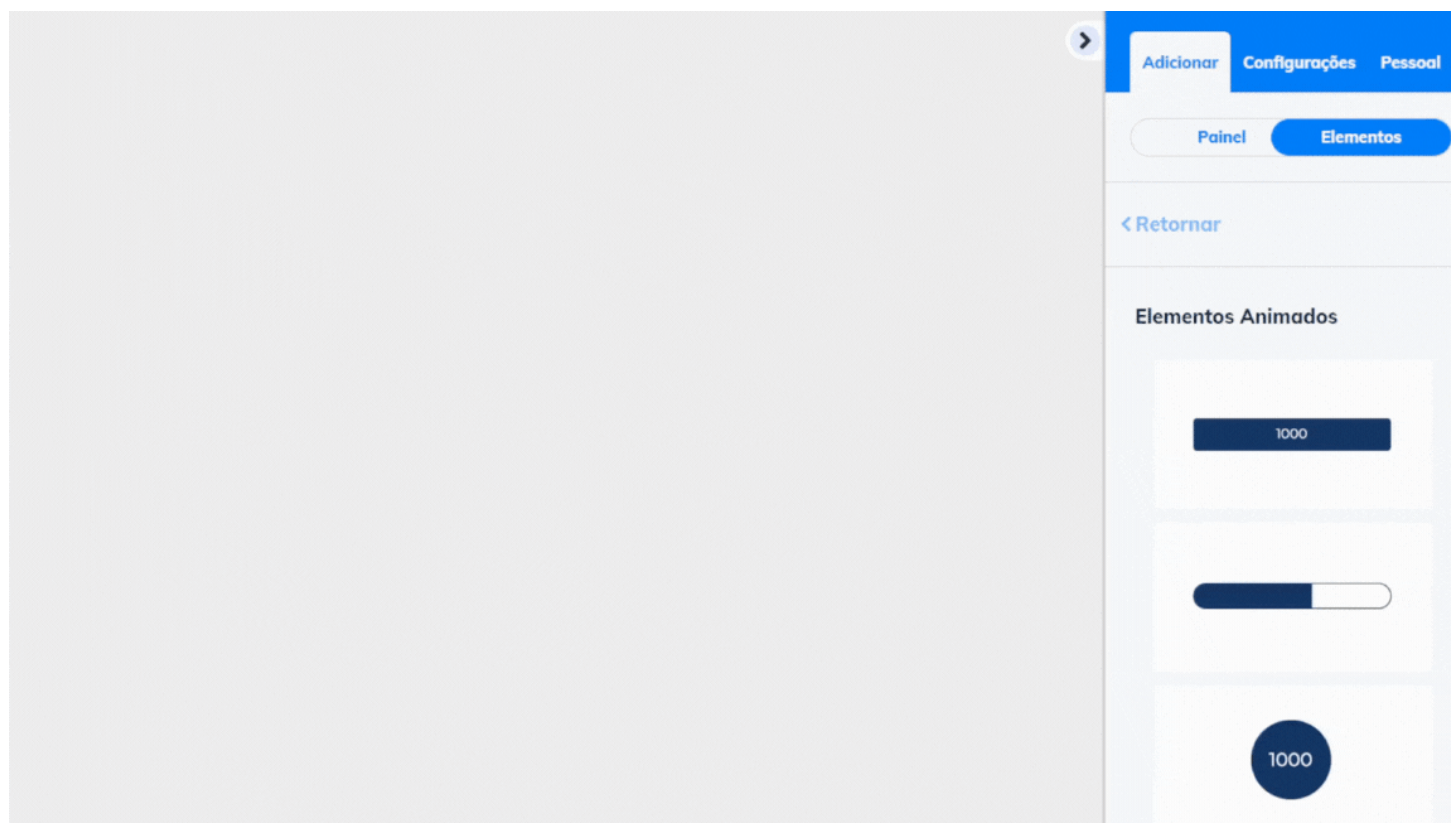 Adicionar Configurações Pessoal
Painel Elementos
Retornar
Elementos Animados
1000
1000